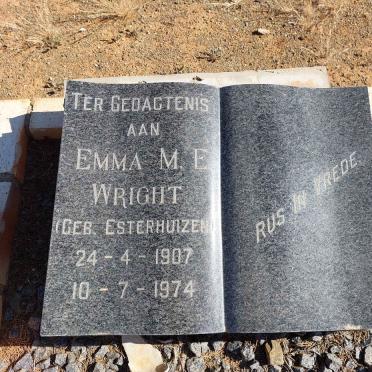 TER GEDAGTENIS
AAN
EMMA M. E.
WRIGHT
(GEB. ESTERHUIZEN)
24 - 4 - 1907
10 - 7 - 1974
RUS IN VREDE